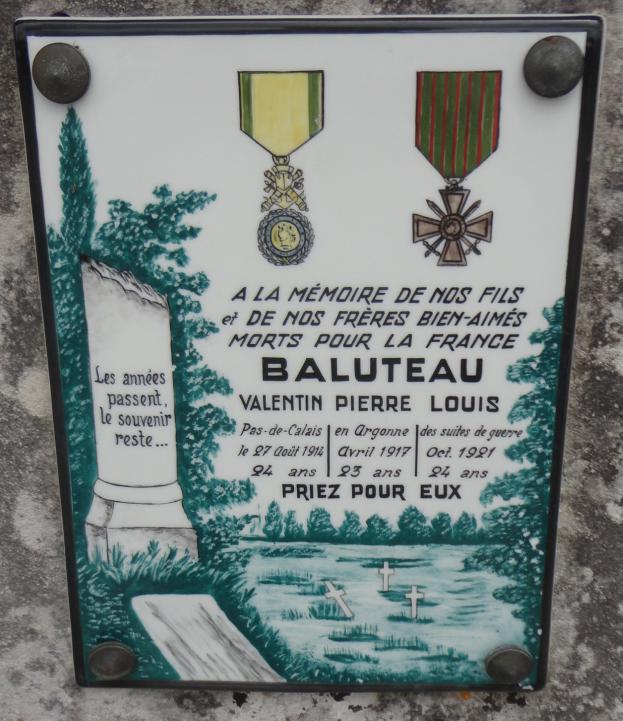 A LA MÉMOIRE DE NOS FILS
et DE NOS FRÈRES BIEN-AIMÉS
MORTS POUR LA FRANCE
BALUTEAU
VALENTIN PIERRE LOUIS
Pas-de-Calais en Argonne des suites de guerre
le 27 Août 1914 Avril 1917 Oct. 1921
24 ans 23 ans 24 ans
PRIEZ POUR EUX
Les années
passent,
le souvenir
reste...